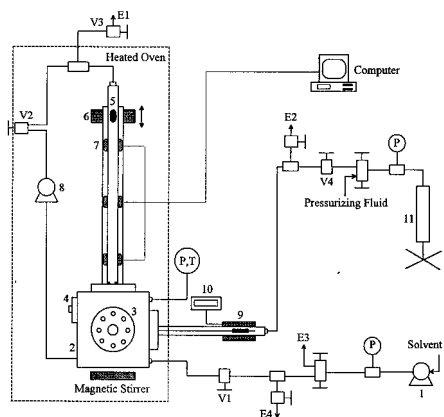 E1
V3
Heated Oven
V2
5
6
7
Computer
8
E2
V4
P
Pressurizing Fluid
11
P,T
10
9
4
3
2
E3
P
Solvent
1
V1
E4
Magnetic Stirrer